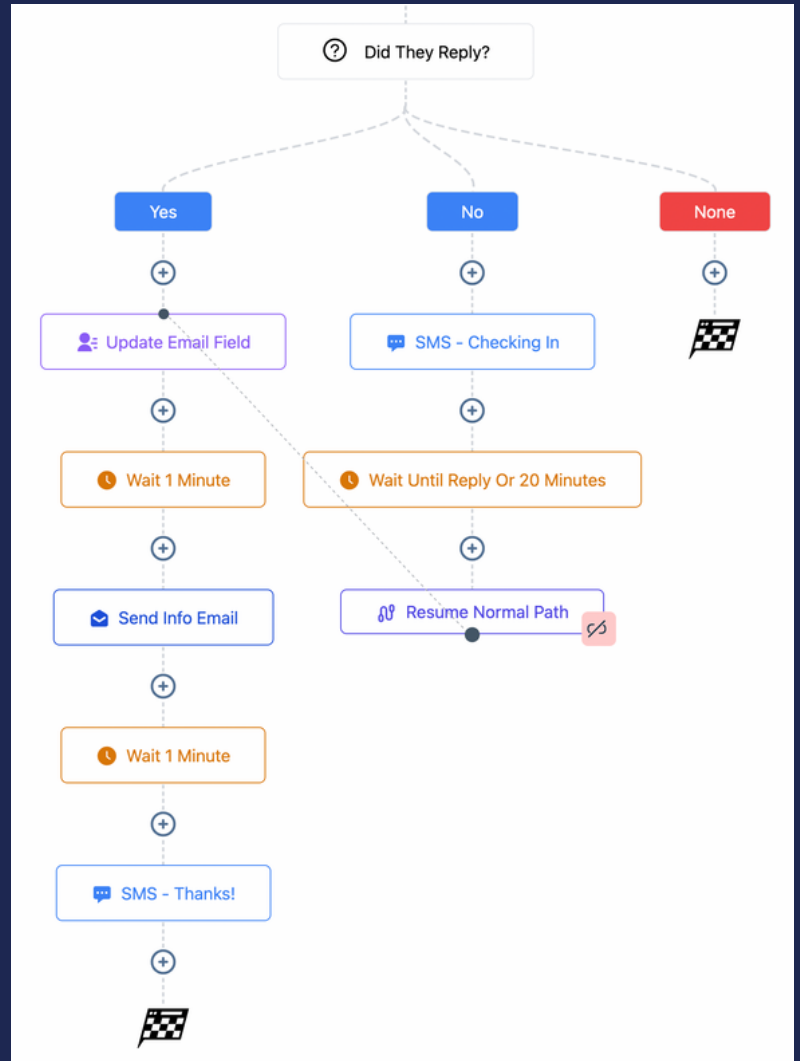 Did They Reply?
Yes
No
None
Update Email Field
SMS - Checking In
Wait 1 Minute
Wait Until Reply Or 20 Minutes
Send Info Email
Resume Normal Path
Wait 1 Minute
SMS - Thanks!